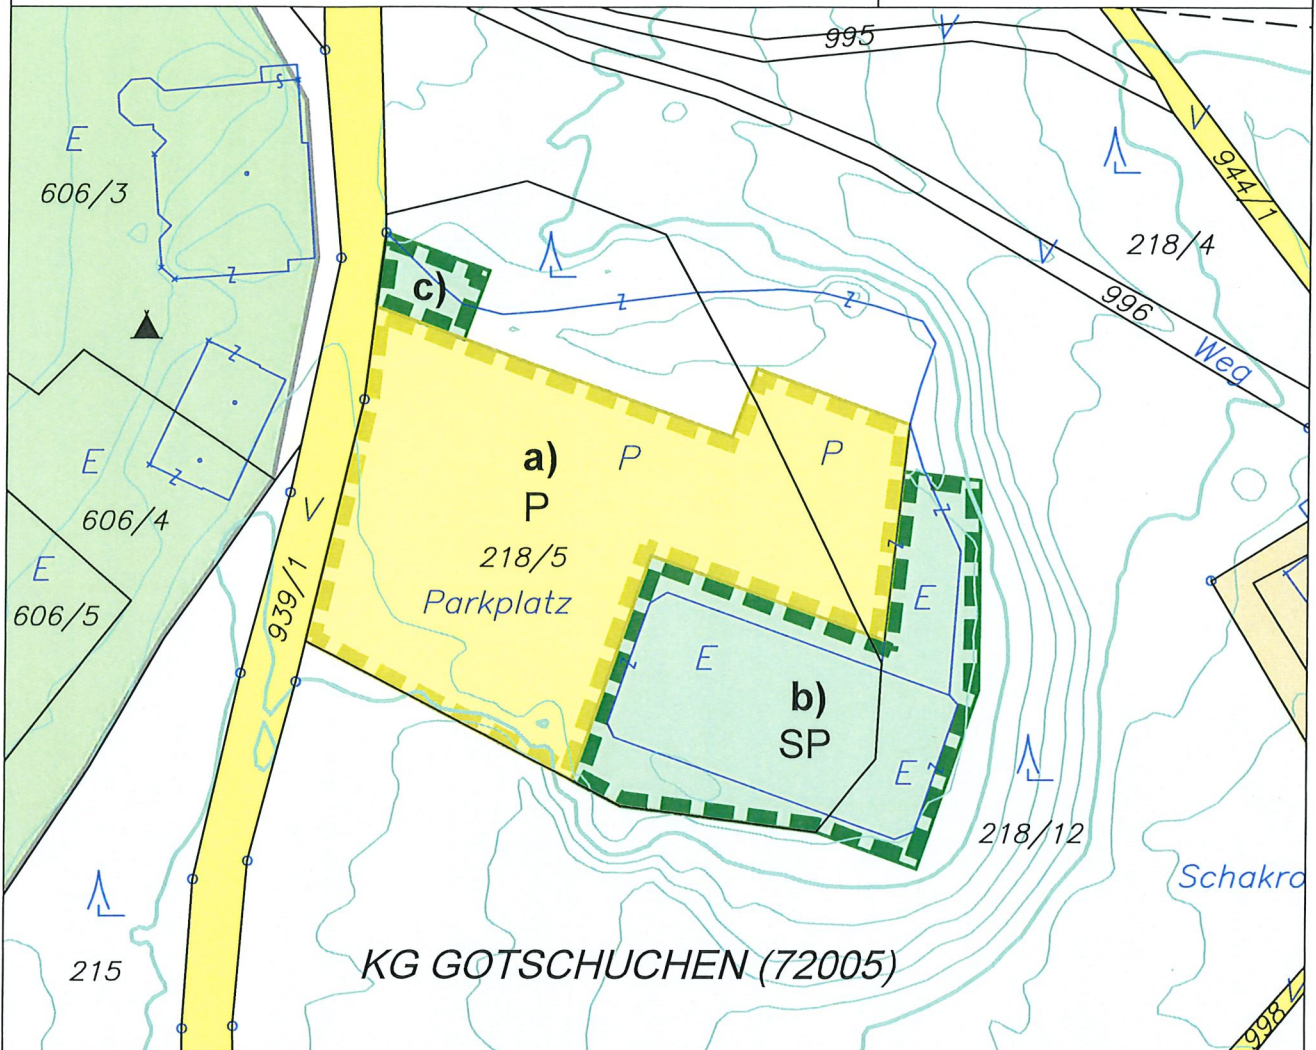 995
V
V
944/1
E
606/3
s
z
218/4
V
996
Weg
c)
z
z
z
E
606/4
z
a)
P
P
P
V
218/5
Parkplatz
z
z
E
606/5
939/1
E
E
z
b)
SP
E
z
218/12
Schakro
215
KG GOTSCHUCHEN (72005)
998